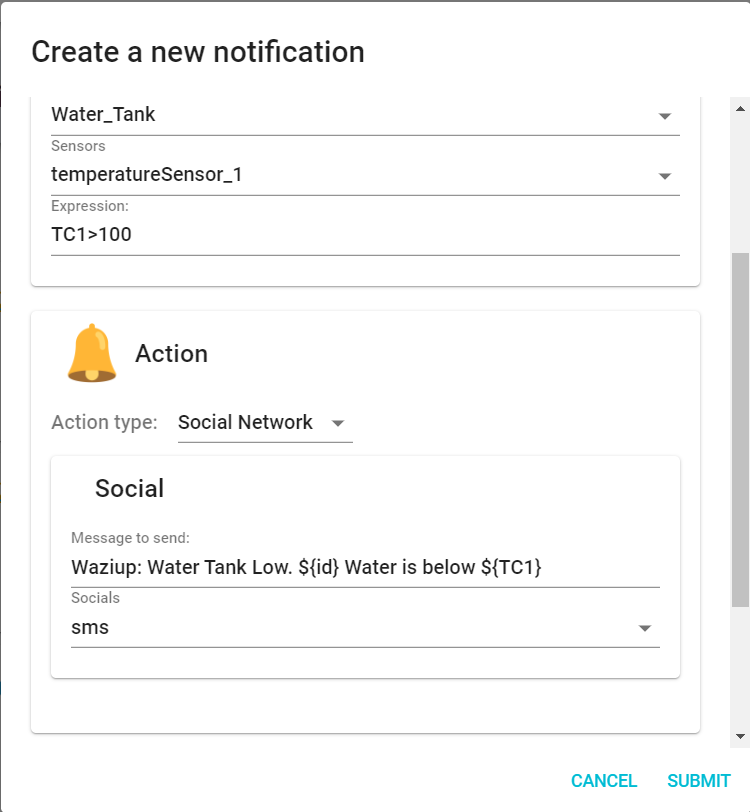 Create a new notification
Water_Tank
Sensors
temperatureSensor_1
Expression:
TC1>100
Action
Action type: Social Network
Social
Message to send:
Waziup: Water Tank Low. ${id} Water is below ${TC1}
Socials
sms
CANCEL SUBMIT